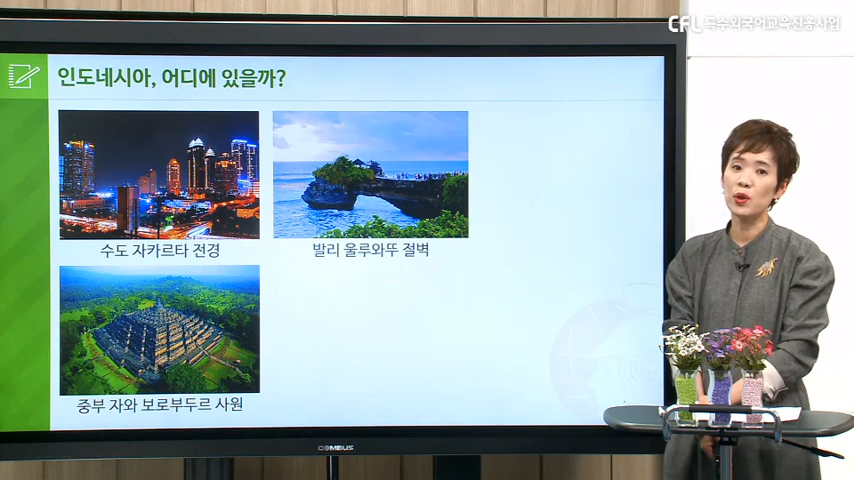 CFL 특수외국어교육진흥사업
인도네시아, 어디에 있을까?
수도 자카르타 전경
발리 울루와뚜 절벽
중부 자와 보로부두르 사원
COMBUS